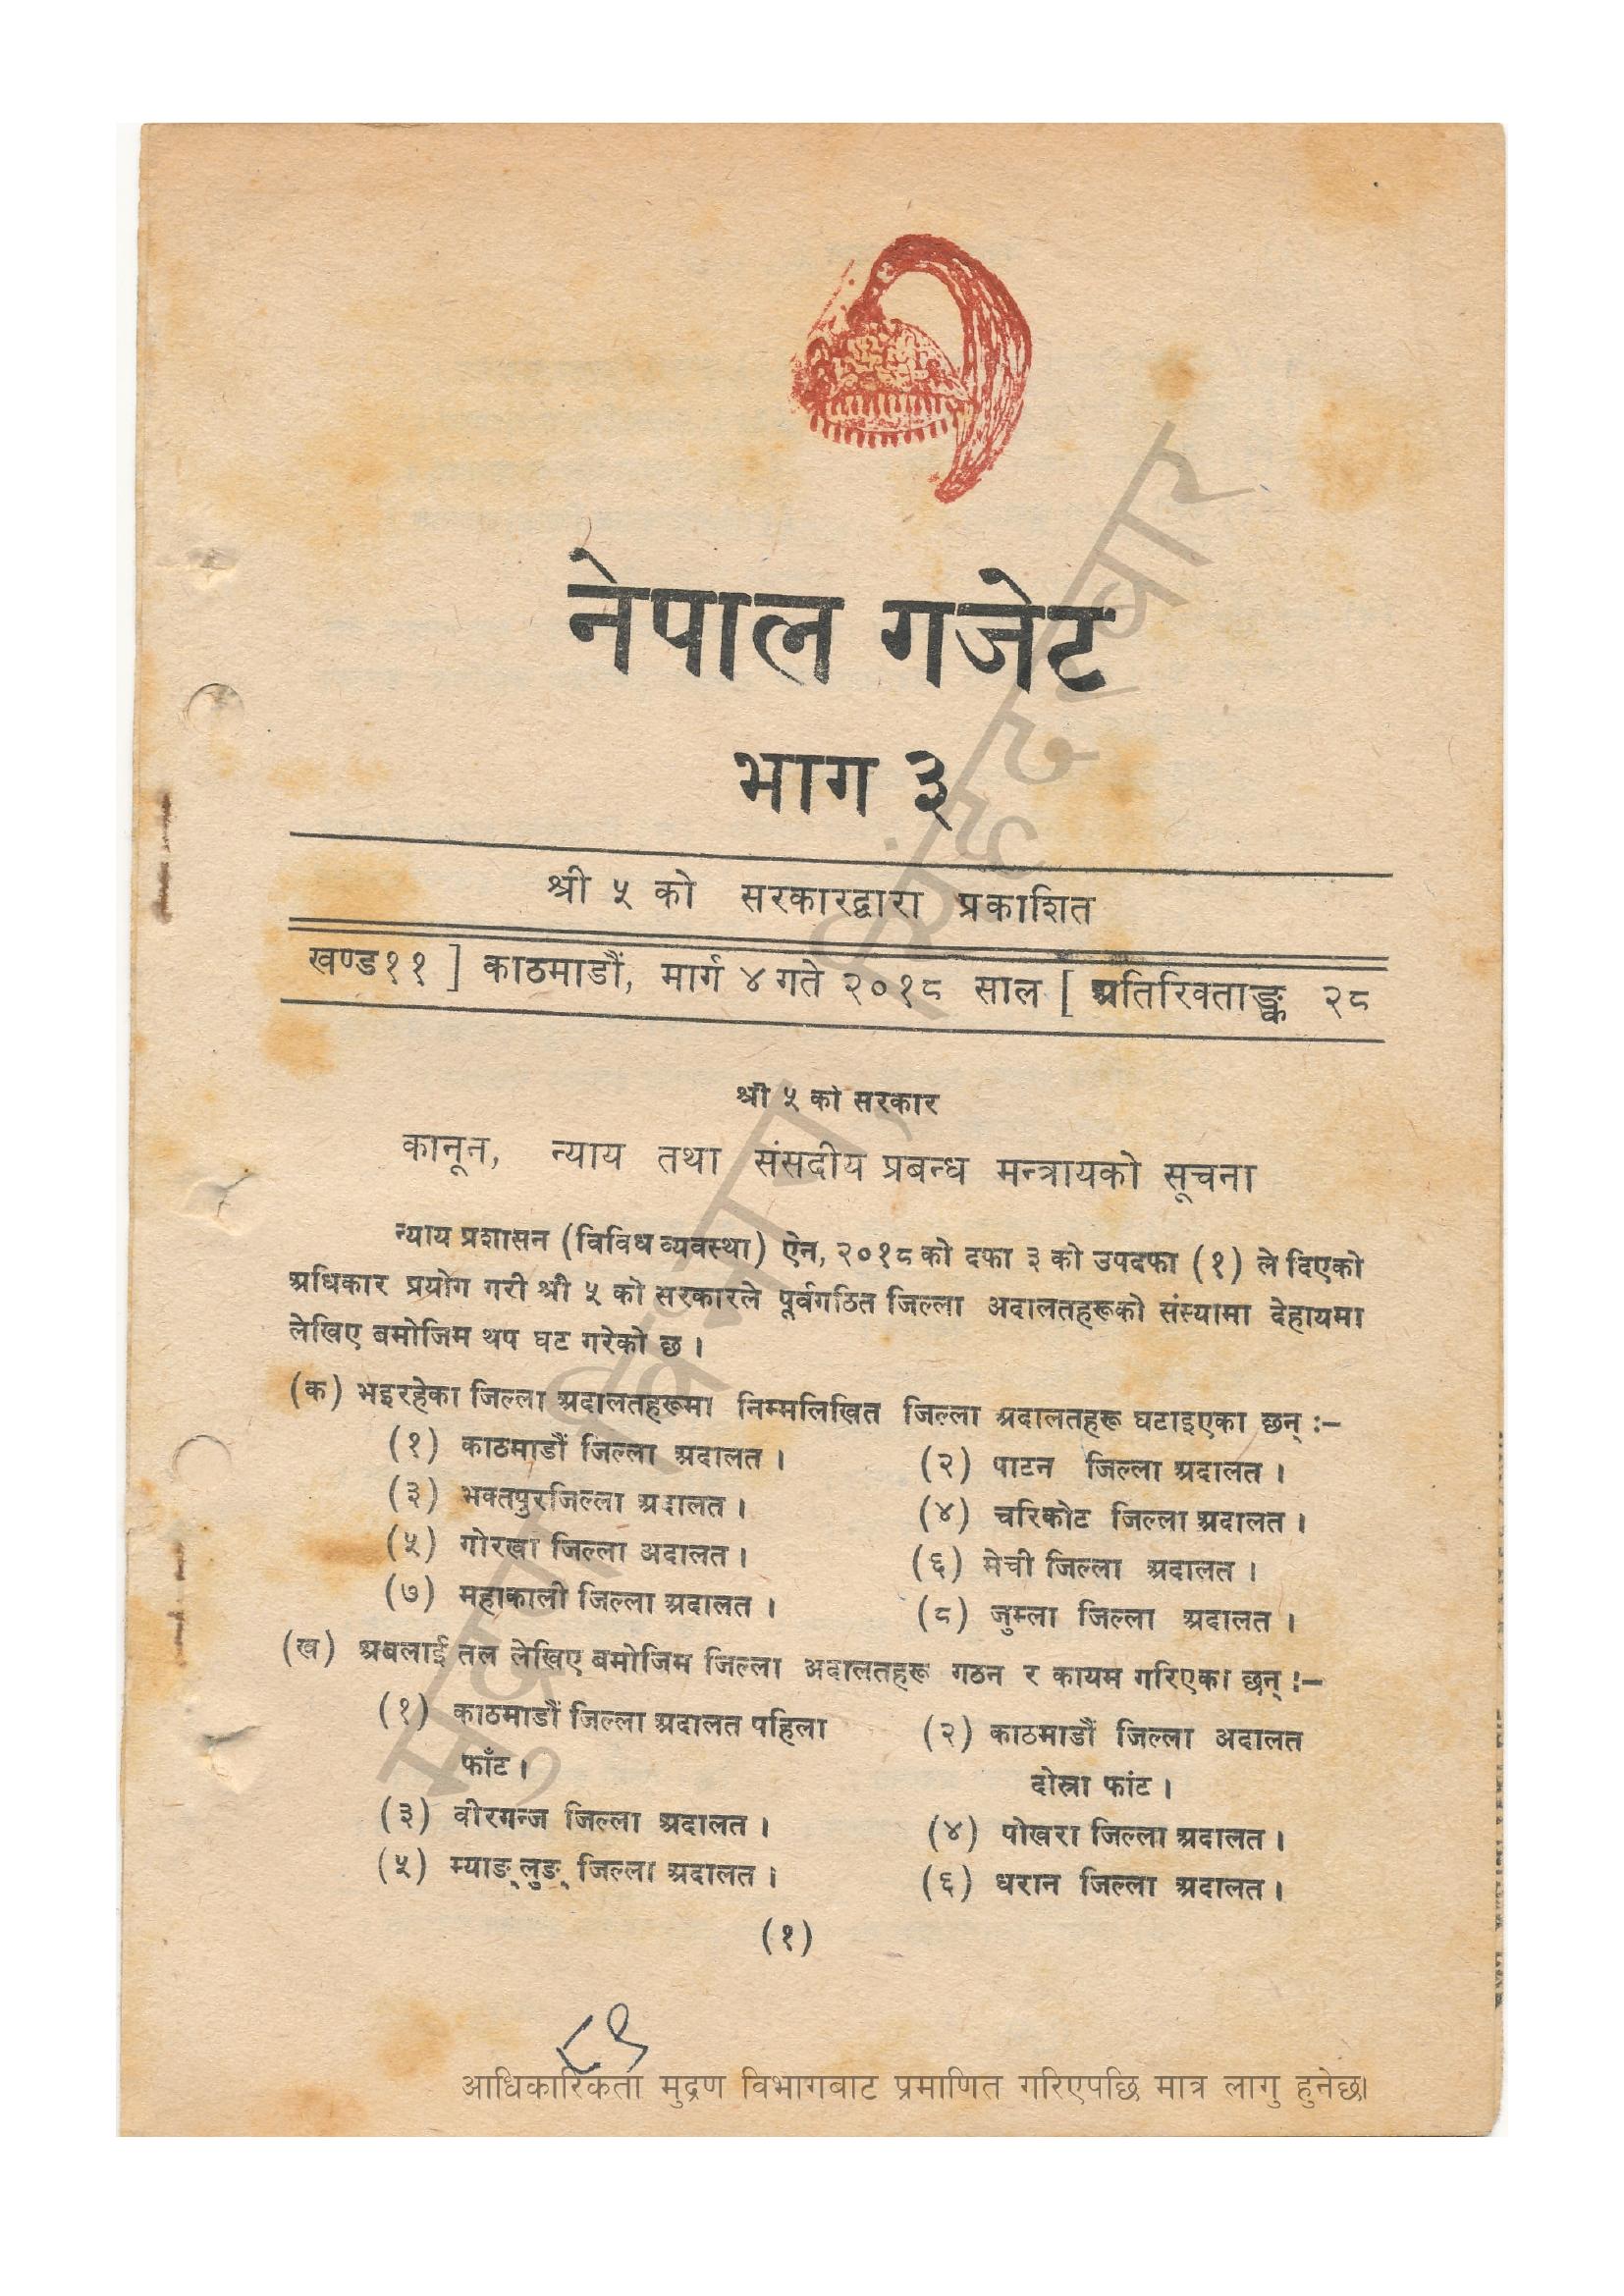 नेपाल गजेट
भाग ३
श्री ५ को सरकारद्वारा प्रकाशित
खण्ड११ ] काठमाडौं, मार्ग ४ गते २०१८ साल [ अतिरिक्ताङ्क २८
श्री ५ को सरकार
कानून, न्याय तथा संसदीय प्रबन्ध मन्त्रायको सूचना
न्याय प्रशासन (विविध व्यवस्था) ऐन, २०१८ को दफा ३ को उपदफा (१) ले दिएको
अधिकार प्रयोग गरी श्री ५ को सरकारले पूर्वगठित जिल्ला अदालतहरूको संस्यामा देहायमा
लेखिए बमोजिम थप घट गरेको छ ।
(क) भइरहेका जिल्ला अदालतहरूमा निम्मलिखित जिल्ला अदालतहरू घटाइएका छन् :–
(१) काठमाडौं जिल्ला अदालत । (२) पाटन जिल्ला अदालत ।
(३) भक्तपुरजिल्ला अदालत । (४) चरिकोट जिल्ला अदालत ।
(५) गोरखा जिल्ला अदालत । (६) मेची जिल्ला अदालत ।
(७) महाकाली जिल्ला अदालत । (८) जुम्ला जिल्ला अदालत ।
(ख) अबलाई तल लेखिए बमोजिम जिल्ला अदालतहरू गठन र कायम गरिएका छन् :–
(१) काठमाडौं जिल्ला अदालत पहिला (२) काठमाडौं जिल्ला अदालत
फाँट । दोस्रा फांट ।
(३) वीरगन्ज जिल्ला अदालत । (४) पोखरा जिल्ला अदालत ।
(५) म्याङ्लुङ् जिल्ला अदालत । (६) धरान जिल्ला अदालत ।
(१)
८९
आधिकारिकता मुद्रण विभागबाट प्रमाणित गरिएपछि मात्र लागु हुनेछ।
मुद्रण विभाग, सिंहदरबार